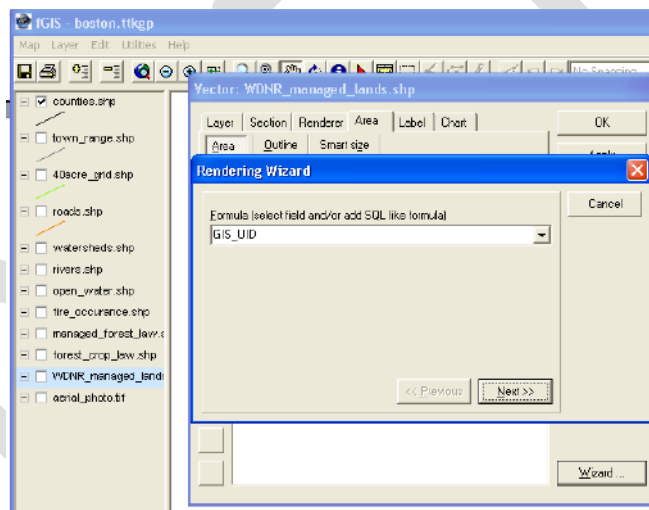 fGIS - boston.ttkgp
Map Layer Edit Utilities Help
No Snapping
counties.shp
town_range.shp
40acre_grid.shp
roads.shp
watersheds.shp
rivers.shp
open_water.shp
fire_occurance.shp
managed_forest_law.s
forest_crop_law.shp
WDNR_managed_lands
aerial_photo.tif
Vector: WDNR_managed_lands.shp
Layer Section Renderer Area Label Chart
Area Outline Smart size
OK
Rendering Wizard
Formula (select field and/or add SQL like formula)
GIS_UID
Cancel
<< Previous
Next >>
Wizard ...